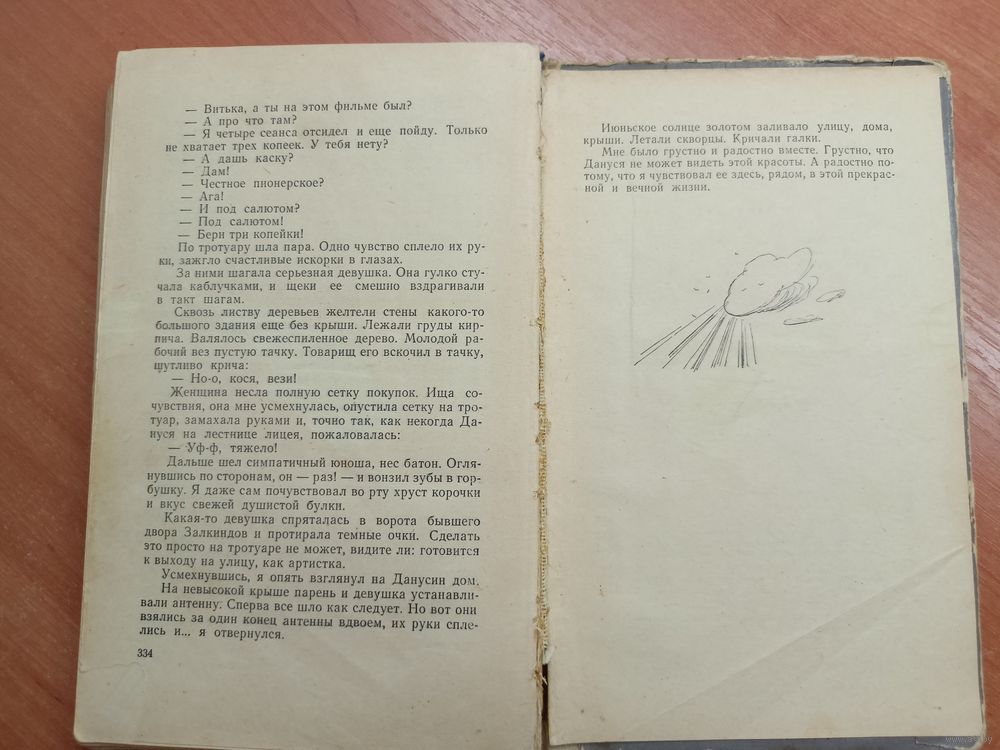 — Витька, а ты на этом фильме был?
— А про что там?
— Я четыре сеанса отсидел и еще пойду. Только
не хватает трех копеек. У тебя нету?
— А дашь каску?
— Дам!
— Честное пионерское?
— Ага!
— И под салютом?
— Под салютом!
— Бери три копейки!
По тротуару шла пара. Одно чувство сплело их ру-
ки, зажгло счастливые искорки в глазах.
За ними шагала серьезная девушка. Она гулко сту-
чала каблучками, и щеки ее смешно вздрагивали
в такт шагам.
Сквозь листву деревьев желтели стены какого-то
большого здания еще без крыши. Лежали груды кир-
пича. Валялось свежеспиленное дерево. Молодой ра-
бочий вез пустую тачку. Товарищ его вскочил в тачку,
шутливо крича:
— Но-о, кося, вези!
Женщина несла полную сетку покупок. Ища со-
чувствия, она мне усмехнулась, опустила сетку на тро-
туар, замахала руками и, точно так, как некогда Да-
нуся на лестнице лицея, пожаловалась:
— Уф-ф, тяжело!
Дальше шел симпатичный юноша, нес батон. Огля-
нувшись по сторонам, он — раз! — и вонзил зубы в гор-
бушку. Я даже сам почувствовал во рту хруст корочки
и вкус свежей душистой булки.
Какая-то девушка спряталась в ворота бывшего
двора Залкиндов и протирала темные очки. Сделать
это просто на тротуаре не может, видите ли: готовится
к выходу на улицу, как артистка.
Усмехнувшись, я опять взглянул на Данусин дом.
На невысокой крыше парень и девушка устанавли-
вали антенну. Сперва все шло как следует. Но вот они
взялись за один конец антенны вдвоем, их руки спле-
лись и... я отвернулся.
334
Июньское солнце золотом заливало улицу, дома,
крыши. Летали скворцы. Кричали галки.
Мне было грустно и радостно вместе. Грустно, что
Дануся не может видеть этой красоты. А радостно по-
тому, что я чувствовал ее здесь, рядом, в этой прекрас-
ной и вечной жизни.